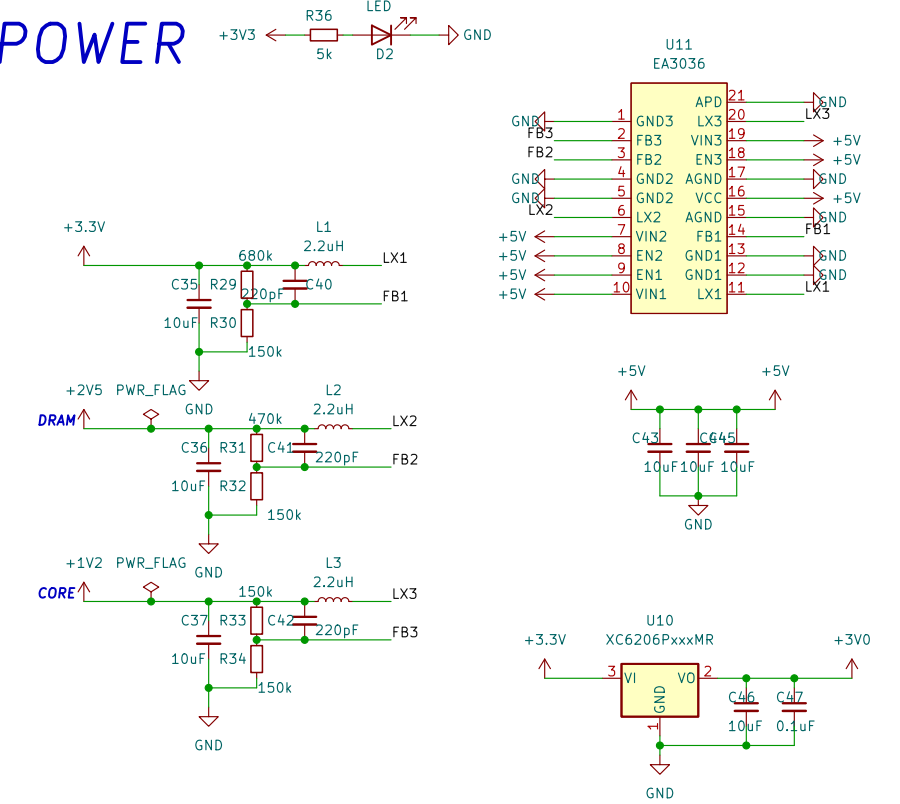 POWER
+3V3
R36
5k
LED
D2
GND
U11
EA3036
GND
1
GND3
FB3
2
FB3
FB2
3
FB2
GND
4
GND2
GND
5
GND2
LX2
6
LX2
+5V
7
VIN2
+5V
8
EN2
+5V
9
EN1
+5V
10
VIN1
APD
21
GND
LX3
20
LX3
VIN3
19
+5V
EN3
18
+5V
AGND
17
GND
VCC
16
+5V
AGND
15
GND
FB1
14
FB1
GND1
13
GND
GND1
12
GND
LX1
11
LX1
+3.3V
L1
2.2uH
LX1
680k
C35
R29
220pF
C40
FB1
10uF
R30
150k
GND
+2V5
PWR_FLAG
DRAM
L2
2.2uH
LX2
470k
C36
R31
C41
220pF
FB2
10uF
R32
150k
GND
+1V2
PWR_FLAG
CORE
L3
2.2uH
LX3
150k
C37
R33
C42
220pF
FB3
10uF
R34
150k
GND
+5V
+5V
C43
C44
C45
10uF
10uF
10uF
GND
U10
XC6206PxxxMR
+3.3V
3
VI
VO
2
GND
1
+3V0
C46
C47
10uF
0.1uF
GND